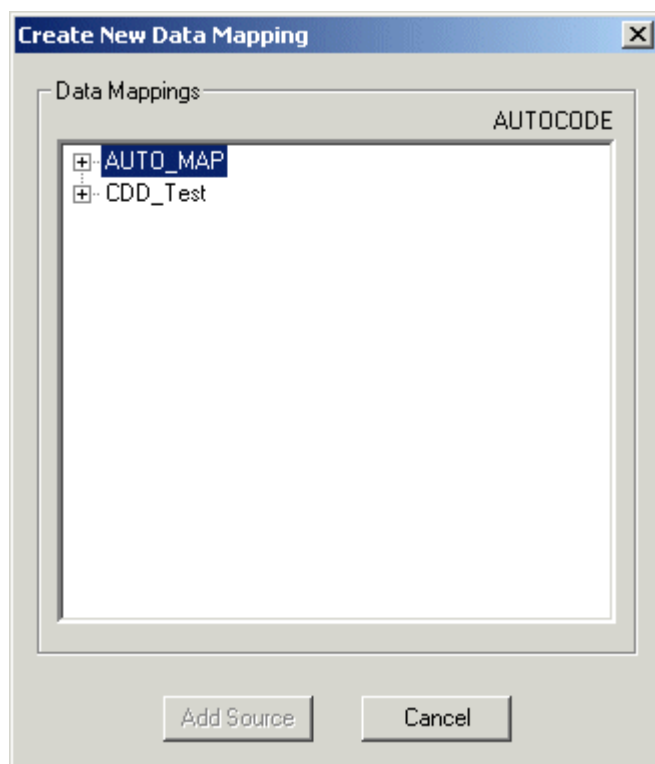 Create New Data Mapping
Data Mappings
AUTOCODE
AUTO_MAP
CDD_Test
Add Source
Cancel